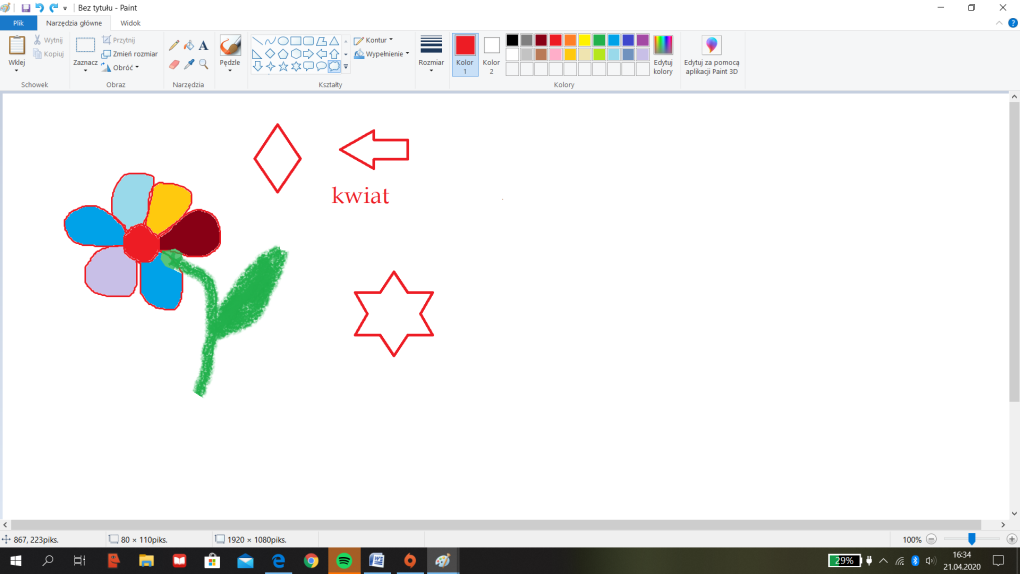 Bez tytułu - Paint
Plik Narzędzia główne Widok
Wklej
Wytnij
Kopiuj
Schowek
Zaznacz
Przytnij
Zmień rozmiar
Obróć
Obraz
A
Narzędzia
Pędzle
Kontur
Wypełnienie
Kształty
Rozmiar
Kolor 1
Kolor 2
Edytuj kolory
Kolory
Edytuj za pomocą aplikacji Paint 3D
kwiat
867, 223piks. 80 × 110piks. 1920 × 1080piks. 100%
29%
16:34
21.04.2020